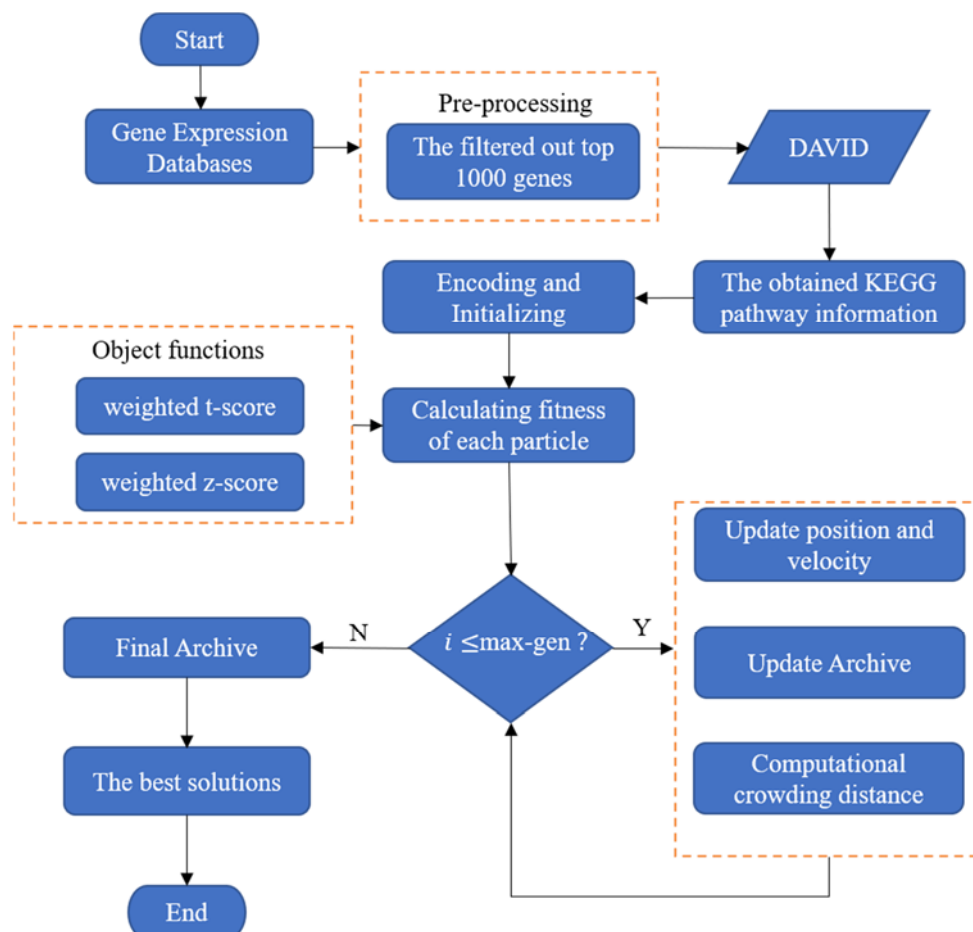 Start
Gene Expression
Databases
Pre-processing
The filtered out top
1000 genes
DAVID
The obtained KEGG
pathway information
Encoding and
Initializing
Object functions
weighted t-score
weighted z-score
Calculating fitness
of each particle
i ≤max-gen ?
Y
N
Update position and
velocity
Update Archive
Computational
crowding distance
Final Archive
The best solutions
End